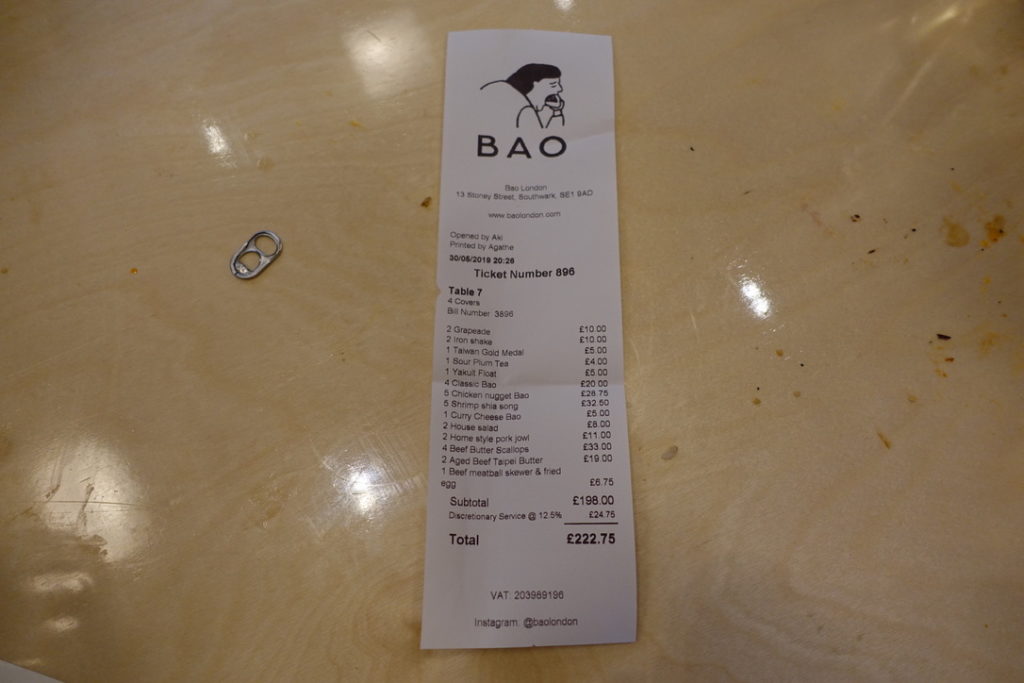 BAO
Bao London
13 Stoney Street, Southwark, SE1 9AD
www.baolondon.com
Opened by Aki
Printed by Agathe
30/05/2019 20:26
Ticket Number 896
Table 7
4 Covers
Bill Number: 3896
2 Grapeade £10.00
2 Iron shake £10.00
1 Taiwan Gold Medal £5.00
1 Sour Plum Tea £4.00
1 Yakult Float £5.00
4 Classic Bao £20.00
5 Chicken nugget Bao £28.75
5 Shrimp shia song £32.50
1 Curry Cheese Bao £5.00
2 House salad £8.00
2 Home style pork jowl £11.00
4 Beef Butter Scallops £33.00
2 Aged Beef Taipei Butter £19.00
1 Beef meatball skewer & fried
egg £6.75
Subtotal £198.00
Discretionary Service @ 12.5% £24.75
Total £222.75
VAT: 203969196
Instagram: @baolondon